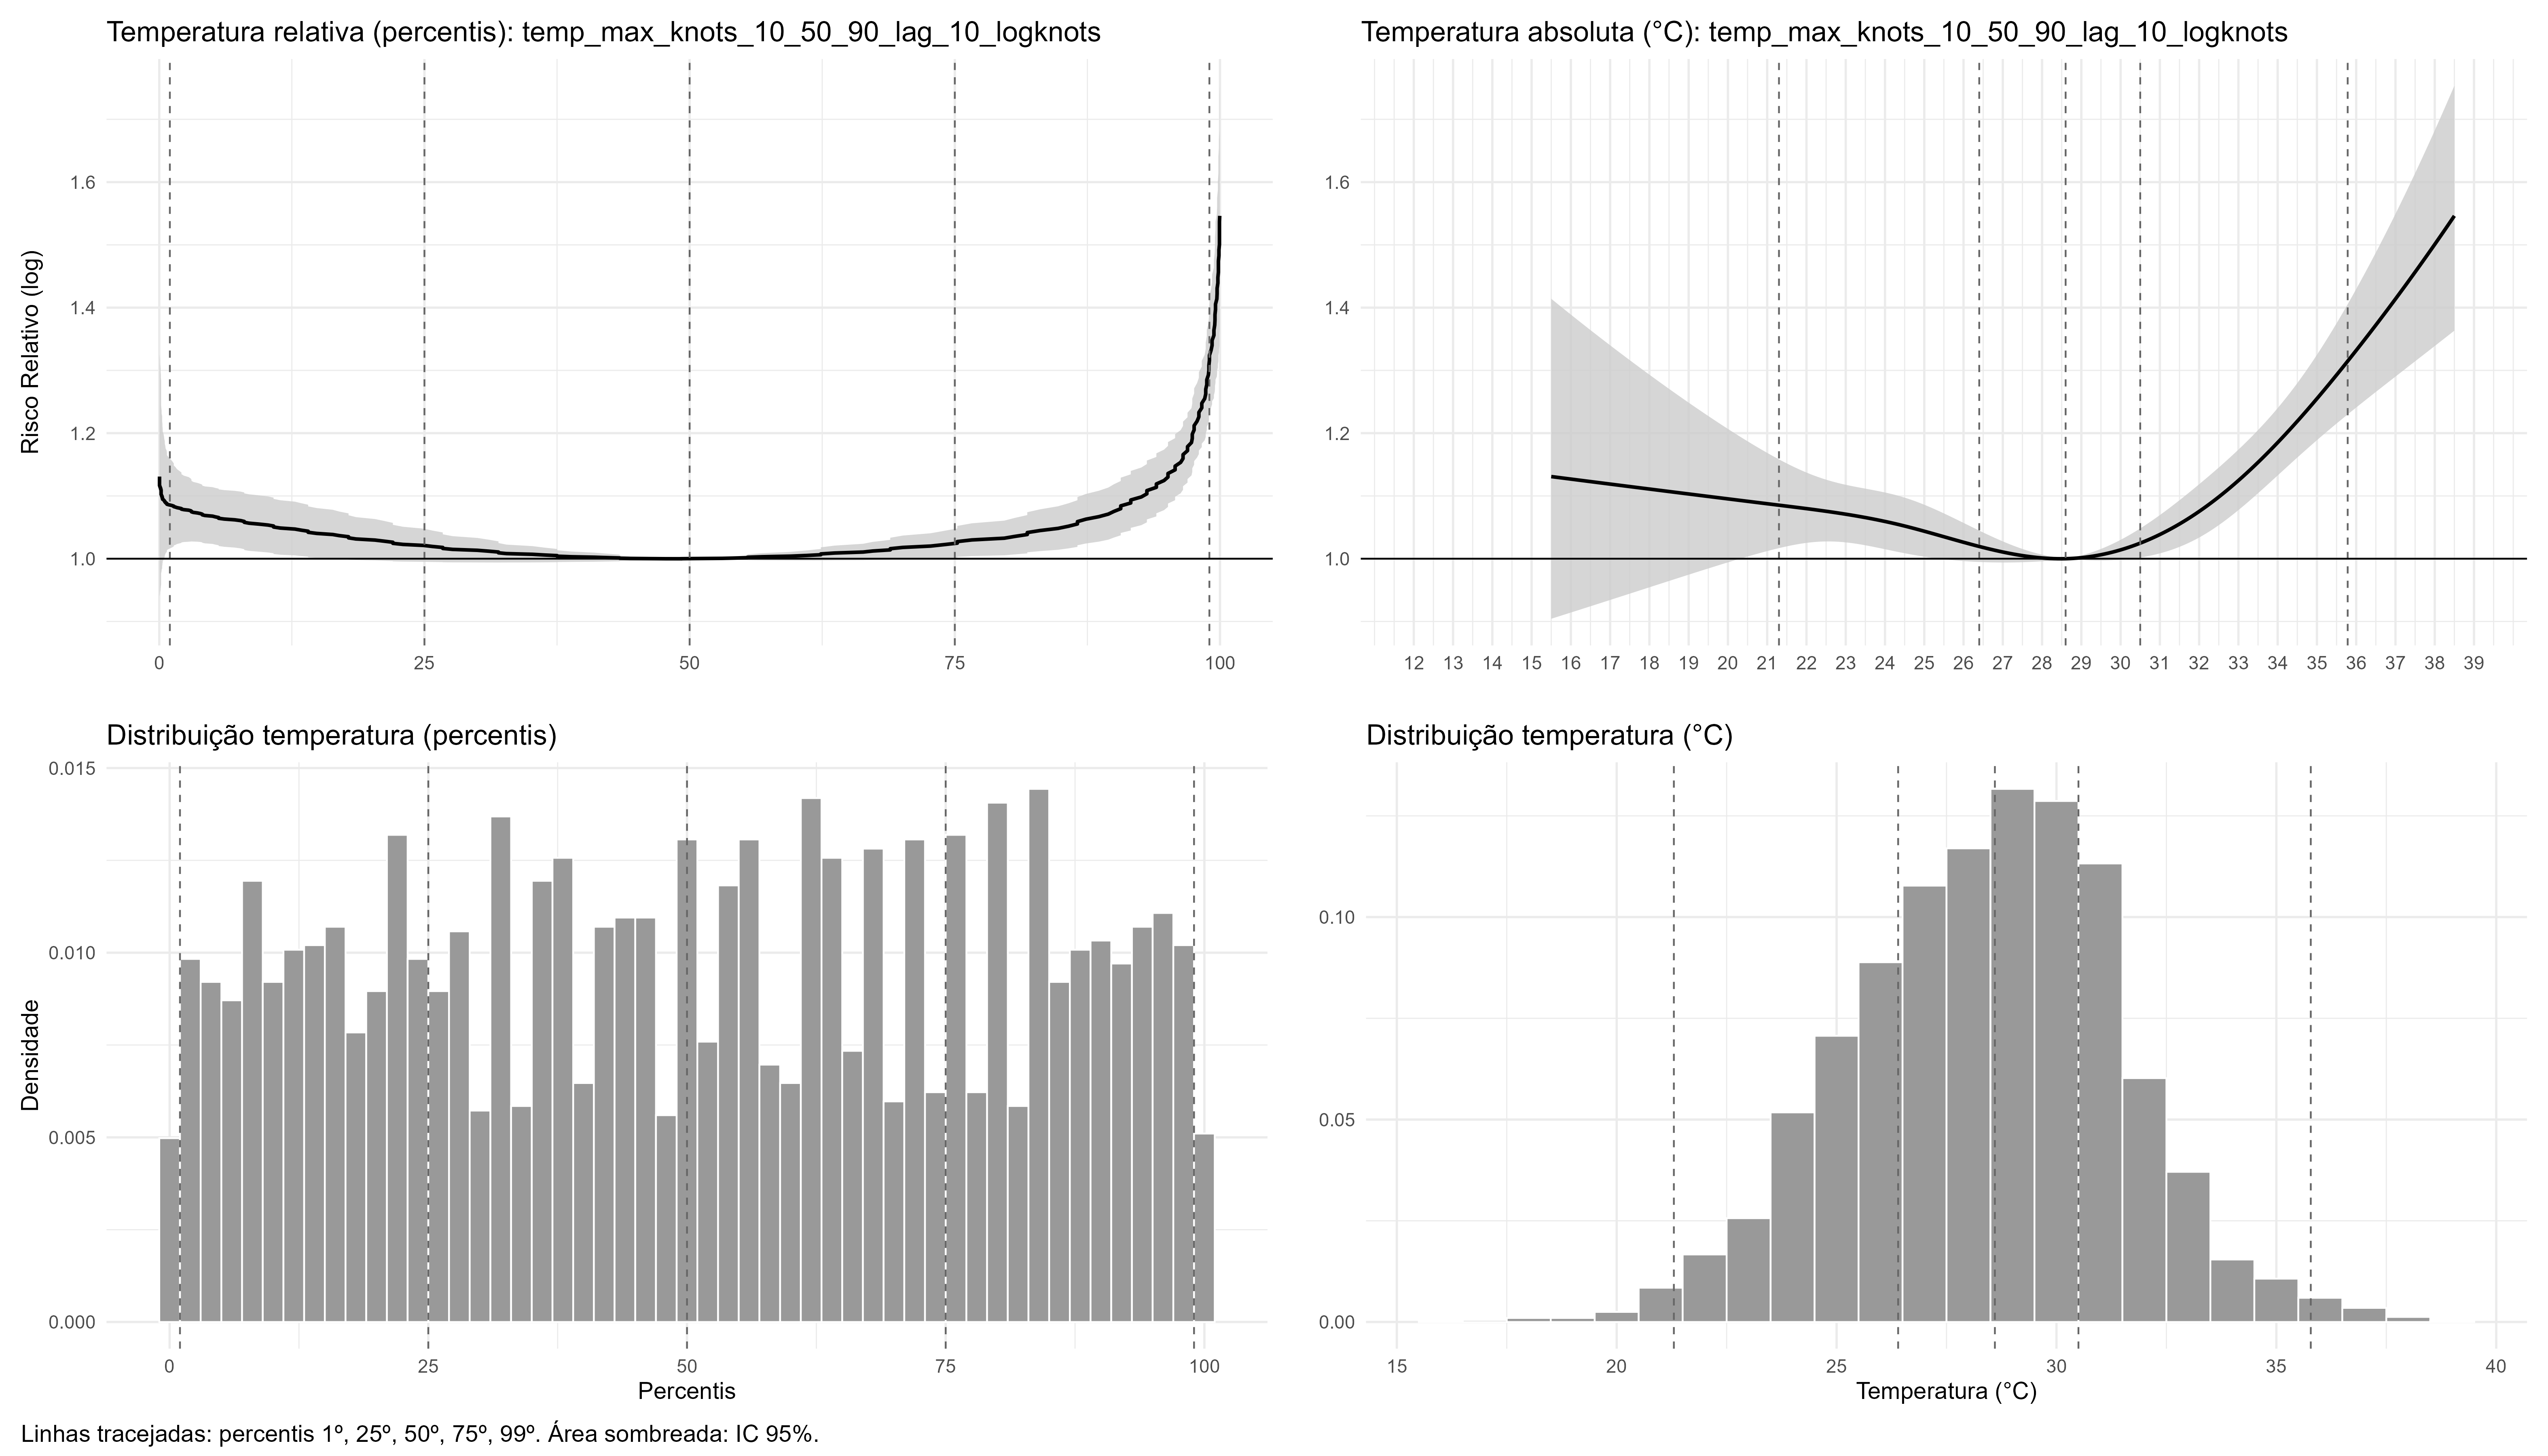 Temperatura relativa (percentis): temp_max_knots_10_50_90_lag_10_logknots
Risco Relativo (log)
1.6
1.4
1.2
1.0
0 25 50 75 100
Temperatura absoluta (°C): temp_max_knots_10_50_90_lag_10_logknots
1.6
1.4
1.2
1.0
12 13 14 15 16 17 18 19 20 21 22 23 24 25 26 27 28 29 30 31 32 33 34 35 36 37 38 39
Distribuição temperatura (percentis)
Densidade
0.015
0.010
0.005
0.000
0 25 50 75 100
Percentis
Distribuição temperatura (°C)
0.10
0.05
0.00
15 20 25 30 35 40
Temperatura (°C)
Linhas tracejadas: percentis 1º, 25º, 50º, 75º, 99º. Área sombreada: IC 95%.